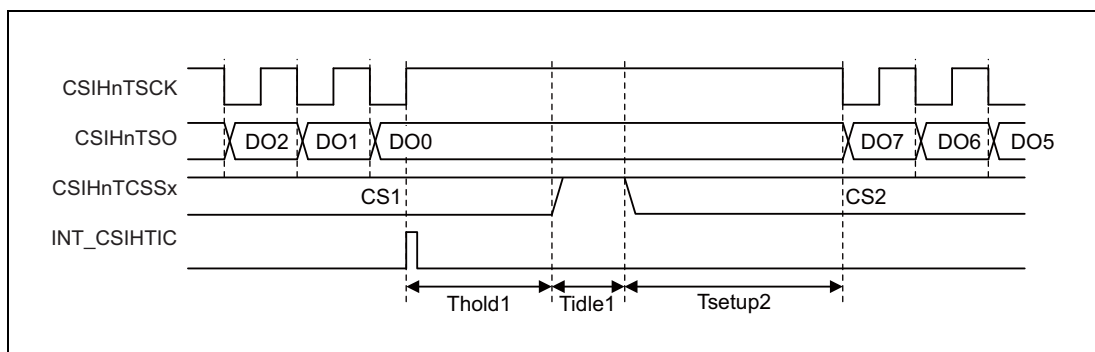 CSIHnTSCK
CSIHnTSO DO2 DO1 DO0 DO7 DO6 DO5
CSIHnTCSSx CS1 CS2
INT_CSIHTIC
Thold1 Tidle1 Tsetup2